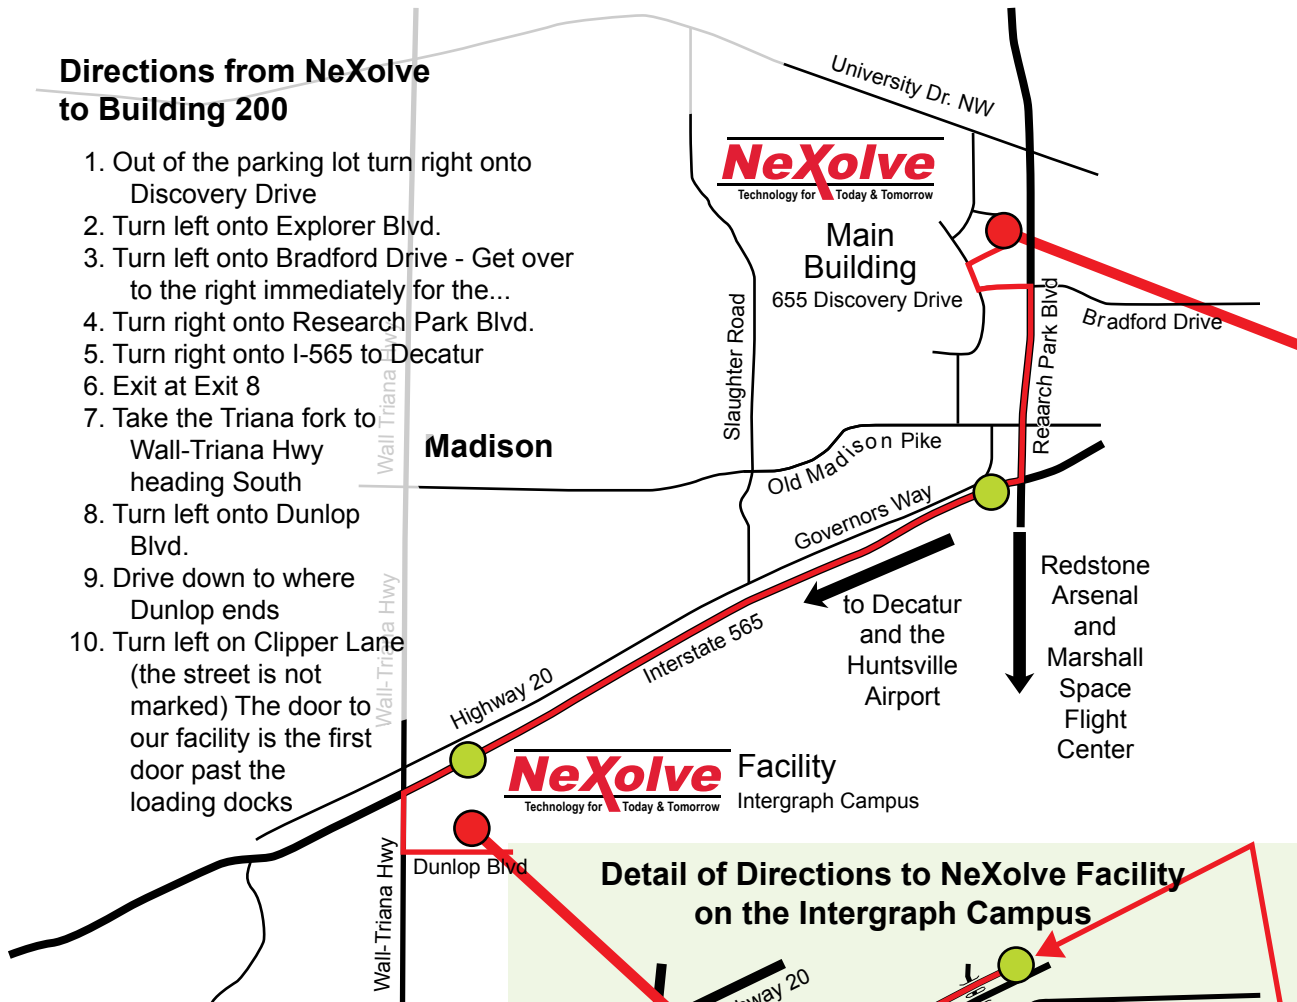 Directions from NeXolve
to Building 200
1. Out of the parking lot turn right onto
Discovery Drive
2. Turn left onto Explorer Blvd.
3. Turn left onto Bradford Drive - Get over
to the right immediately for the...
4. Turn right onto Research Park Blvd.
5. Turn right onto I-565 to Decatur
6. Exit at Exit 8
7. Take the Triana fork to
Wall-Triana Hwy
heading South
8. Turn left onto Dunlop
Blvd.
9. Drive down to where
Dunlop ends
10. Turn left on Clipper Lane
(the street is not
marked) The door to
our facility is the first
door past the
loading docks
University Dr. NW
NeXolve
Technology for Today & Tomorrow
Main
Building
655 Discovery Drive
Slaughter Road
Reaarch Park Blvd
Bradford Drive
Wall Triana Hwy
Madison
Old Madison Pike
Governors Way
Wall-Triana Hwy
to Decatur
and the
Huntsville
Airport
Redstone
Arsenal
and
Marshall
Space
Flight
Center
Interstate 565
Highway 20
NeXolve
Technology for Today & Tomorrow
Facility
Intergraph Campus
Wall-Triana Hwy
Dunlop Blvd
Detail of Directions to NeXolve Facility
on the Intergraph Campus
20